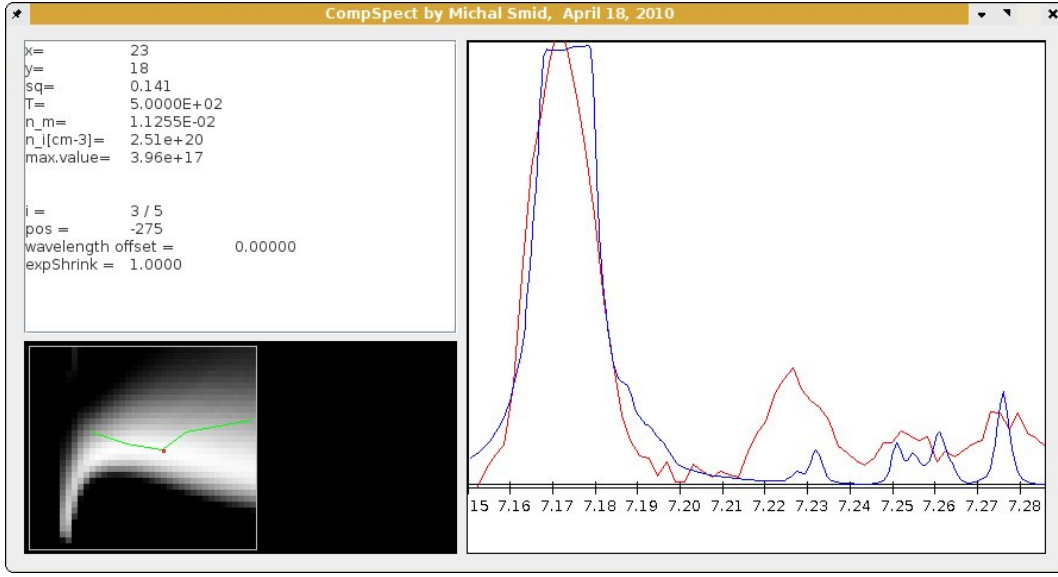 CompSpect by Michal Smid, April 18, 2010
x= 23
y= 18
sq= 0.141
T= 5.0000E+02
n_m= 1.1255E-02
n_i[cm-3]= 2.51e+20
max.value= 3.96e+17
i = 3 / 5
pos = -275
wavelength offset = 0.00000
expShrink = 1.0000
15 7.16 7.17 7.18 7.19 7.20 7.21 7.22 7.23 7.24 7.25 7.26 7.27 7.28